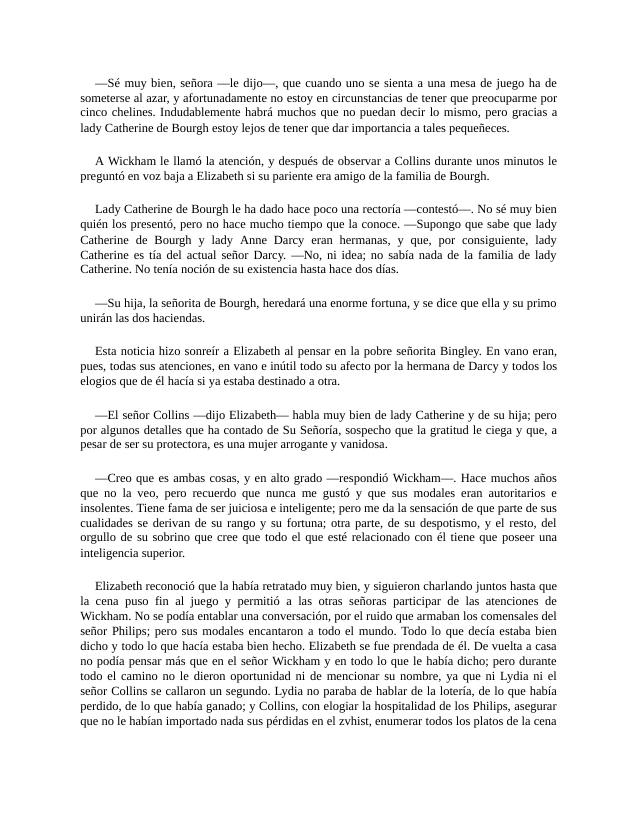 —Sé muy bien, señora —le dijo—, que cuando uno se sienta a una mesa de juego ha de
someterse al azar, y afortunadamente no estoy en circunstancias de tener que preocuparme por
cinco chelines. Indudablemente habrá muchos que no puedan decir lo mismo, pero gracias a
lady Catherine de Bourgh estoy lejos de tener que dar importancia a tales pequeñeces.
A Wickham le llamó la atención, y después de observar a Collins durante unos minutos le
preguntó en voz baja a Elizabeth si su pariente era amigo de la familia de Bourgh.
Lady Catherine de Bourgh le ha dado hace poco una rectoría —contestó—. No sé muy bien
quién los presentó, pero no hace mucho tiempo que la conoce. —Supongo que sabe que lady
Catherine de Bourgh y lady Anne Darcy eran hermanas, y que, por consiguiente, lady
Catherine es tía del actual señor Darcy. —No, ni idea; no sabía nada de la familia de lady
Catherine. No tenía noción de su existencia hasta hace dos días.
—Su hija, la señorita de Bourgh, heredará una enorme fortuna, y se dice que ella y su primo
unirán las dos haciendas.
Esta noticia hizo sonreír a Elizabeth al pensar en la pobre señorita Bingley. En vano eran,
pues, todas sus atenciones, en vano e inútil todo su afecto por la hermana de Darcy y todos los
elogios que de él hacía si ya estaba destinado a otra.
—El señor Collins —dijo Elizabeth— habla muy bien de lady Catherine y de su hija; pero
por algunos detalles que ha contado de Su Señoría, sospecho que la gratitud le ciega y que, a
pesar de ser su protectora, es una mujer arrogante y vanidosa.
—Creo que es ambas cosas, y en alto grado —respondió Wickham—. Hace muchos años
que no la veo, pero recuerdo que nunca me gustó y que sus modales eran autoritarios e
insolentes. Tiene fama de ser juiciosa e inteligente; pero me da la sensación de que parte de sus
cualidades se derivan de su rango y su fortuna; otra parte, de su despotismo, y el resto, del
orgullo de su sobrino que cree que todo el que esté relacionado con él tiene que poseer una
inteligencia superior.
Elizabeth reconoció que la había retratado muy bien, y siguieron charlando juntos hasta que
la cena puso fin al juego y permitió a las otras señoras participar de las atenciones de
Wickham. No se podía entablar una conversación, por el ruido que armaban los comensales del
señor Philips; pero sus modales encantaron a todo el mundo. Todo lo que decía estaba bien
dicho y todo lo que hacía estaba bien hecho. Elizabeth se fue prendada de él. De vuelta a casa
no podía pensar más que en el señor Wickham y en todo lo que le había dicho; pero durante
todo el camino no le dieron oportunidad ni de mencionar su nombre, ya que ni Lydia ni el
señor Collins se callaron un segundo. Lydia no paraba de hablar de la lotería, de lo que había
perdido, de lo que había ganado; y Collins, con elogiar la hospitalidad de los Philips, asegurar
que no le habían importado nada sus pérdidas en el zvhist, enumerar todos los platos de la cena